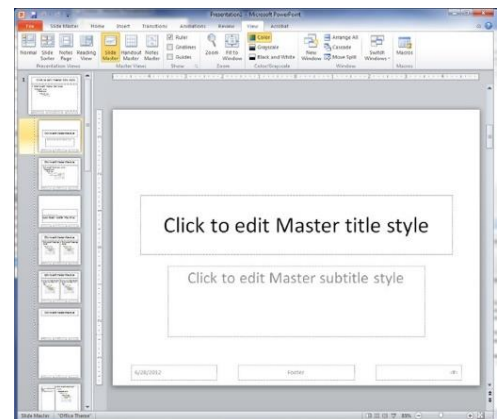 Presentation1 - Microsoft PowerPoint
File Slide Master Home Insert Transitions Animations Review View Acrobat
Normal Slide Sorter Notes Page Reading View
Slide Master Handout Master Notes Master
Ruler
Gridlines
Guides
Zoom Fit to Window
Color
Grayscale
Black and White
New Window
Arrange All
Cascade
Move Split
Switch Windows
Macros
Presentation Views Master Views Show Zoom Color/Grayscale Window Macros
Click to edit Master title style
Click to edit Master subtitle style
6/28/2012 Footer
Slide Master "Office Theme"